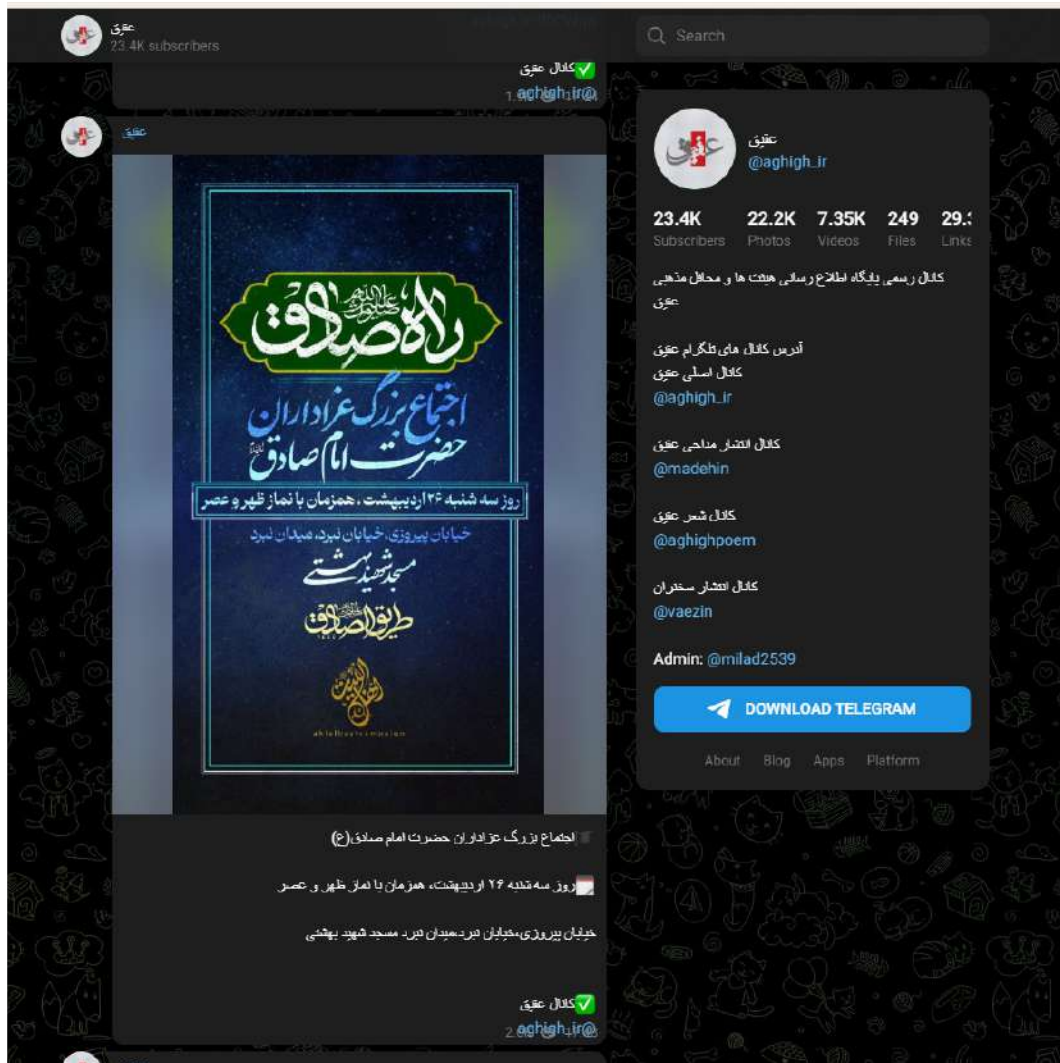 عقیق
23.4K subscribers
Search
✅کانال عقیق
@aghigh_ir
عقیق
راه صادق
اجتماع بزرگ عزاداران
حضرت امام صادق
روز سه شنبه ۲۶ اردیبهشت ، همزمان با نماز ظهر و عصر
خیابان پیروزی، خیابان نبرد، میدان نبرد
مسجد شهید بهشتی
طریق الصادق
اجتماع بزرگ عزاداران حضرت امام صادق(ع)
روز سه شنبه ۲۶ اردیبهشت، همزمان با نماز ظهر و عصر
خیابان پیروزی،خیابان نبرد،میدان نبرد مسجد شهید بهشتی
✅کانال عقیق
@aghigh_ir
عقیق
@aghigh_ir
23.4K 22.2K 7.35K 249
Subscribers Photos Videos Files Links
کانال رسمی پایگاه اطلاع رسانی هیئت ها و محافل مذهبی
عقیق
آدرس کانال های تلگرام عقیق
کانال اصلی عقیق
@aghigh_ir
کانال انتشار مداحی عقیق
@madehin
کانال شعر عقیق
@aghighpoem
کانال انتشار سخنران
@vaezin
Admin: @milad2539
DOWNLOAD TELEGRAM
About Blog Apps Platform